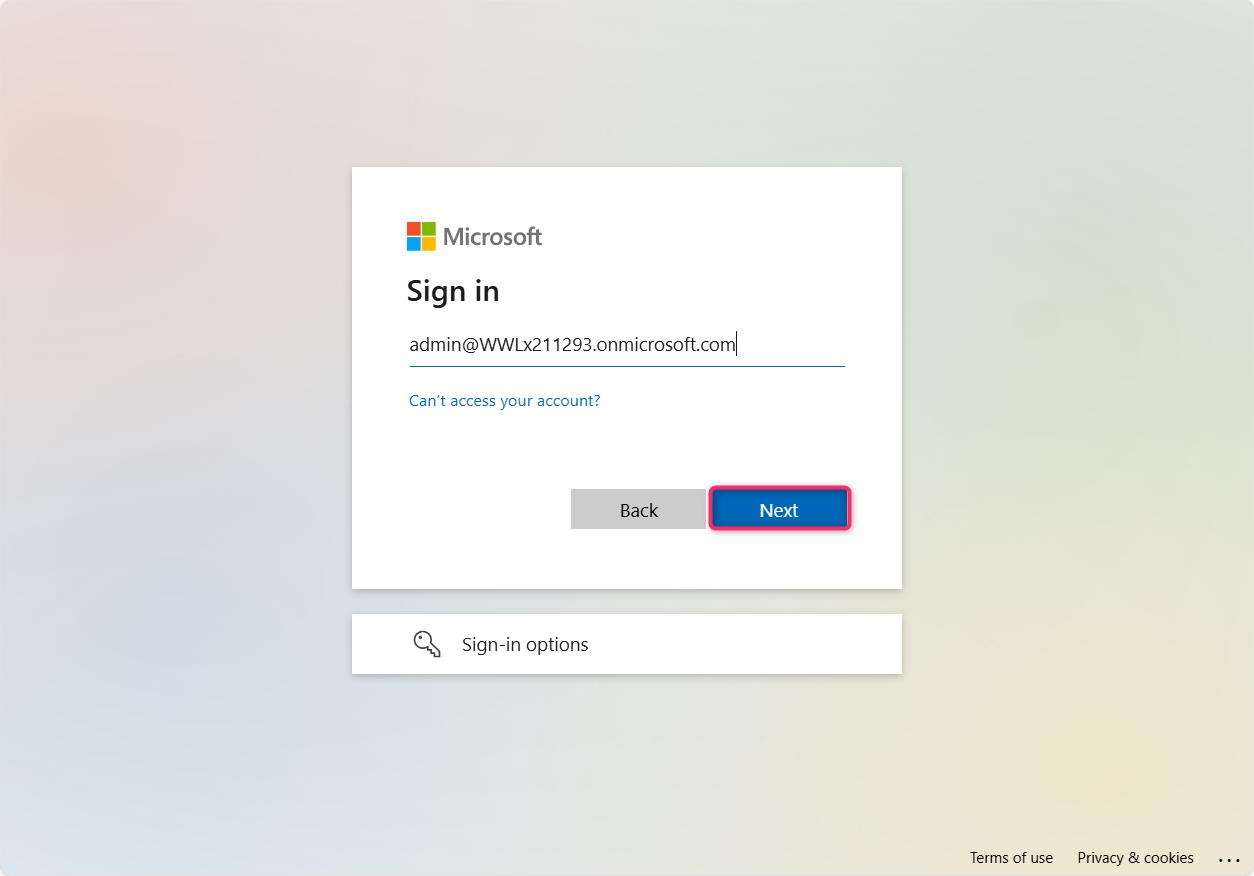 Microsoft
Sign in
admin@WWLx211293.onmicrosoft.com
Can't access your account?
Back
Next
Sign-in options
Terms of use
Privacy & cookies
...